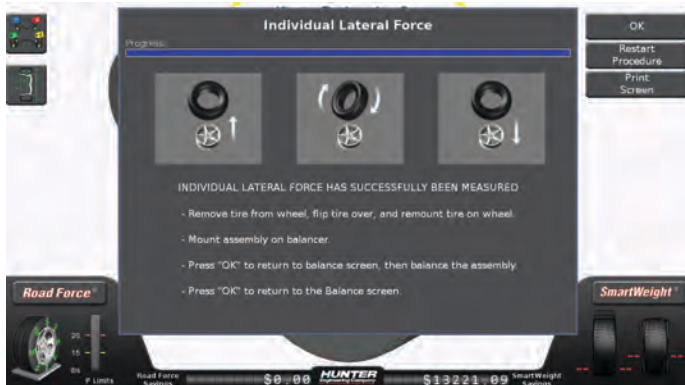 Individual Lateral Force
Progress:
OK
Restart
Procedure
Print
Screen
INDIVIDUAL LATERAL FORCE HAS SUCCESSFULLY BEEN MEASURED
- Remove tire from wheel, flip tire over, and remount tire on wheel.
- Mount assembly on balancer.
- Press "OK" to return to balance screen, then balance the assembly.
- Press "OK" to return to the Balance screen.
Road Force®
SmartWeight®
20
15
P Limits
Road Force
Savings
$0.00
HUNTER
Engineering Company
$13221.09
SmartWeight
Savings